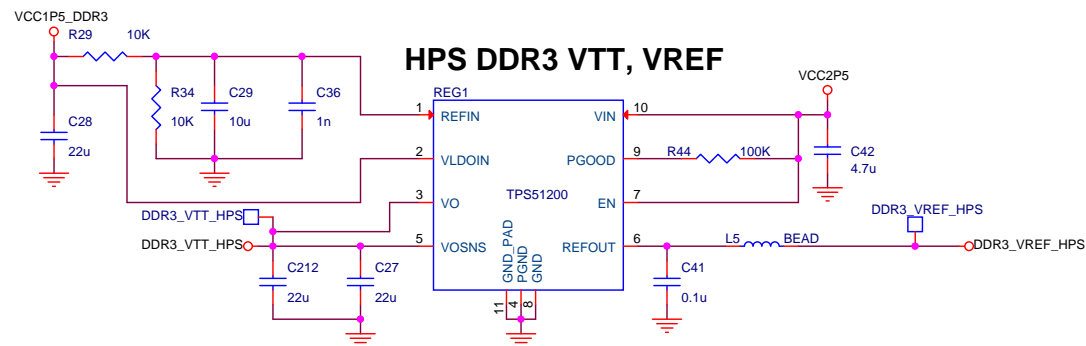 VCC1P5_DDR3
R29 10K
HPS DDR3 VTT, VREF
VCC2P5
R34
10K
C29
10u
C36
1n
REG1
1 REFIN
VIN 10
C28
22u
2 VLDOIN
PGOOD 9
R44 100K
C42
4.7u
TPS51200
3 VO
EN 7
DDR3_VTT_HPS
DDR3_VREF_HPS
DDR3_VTT_HPS
5 VOSNS
REFOUT 6
L5 BEAD
DDR3_VREF_HPS
C212
22u
C27
22u
GND_PAD
PGND
GND
C41
0.1u
11
4
8